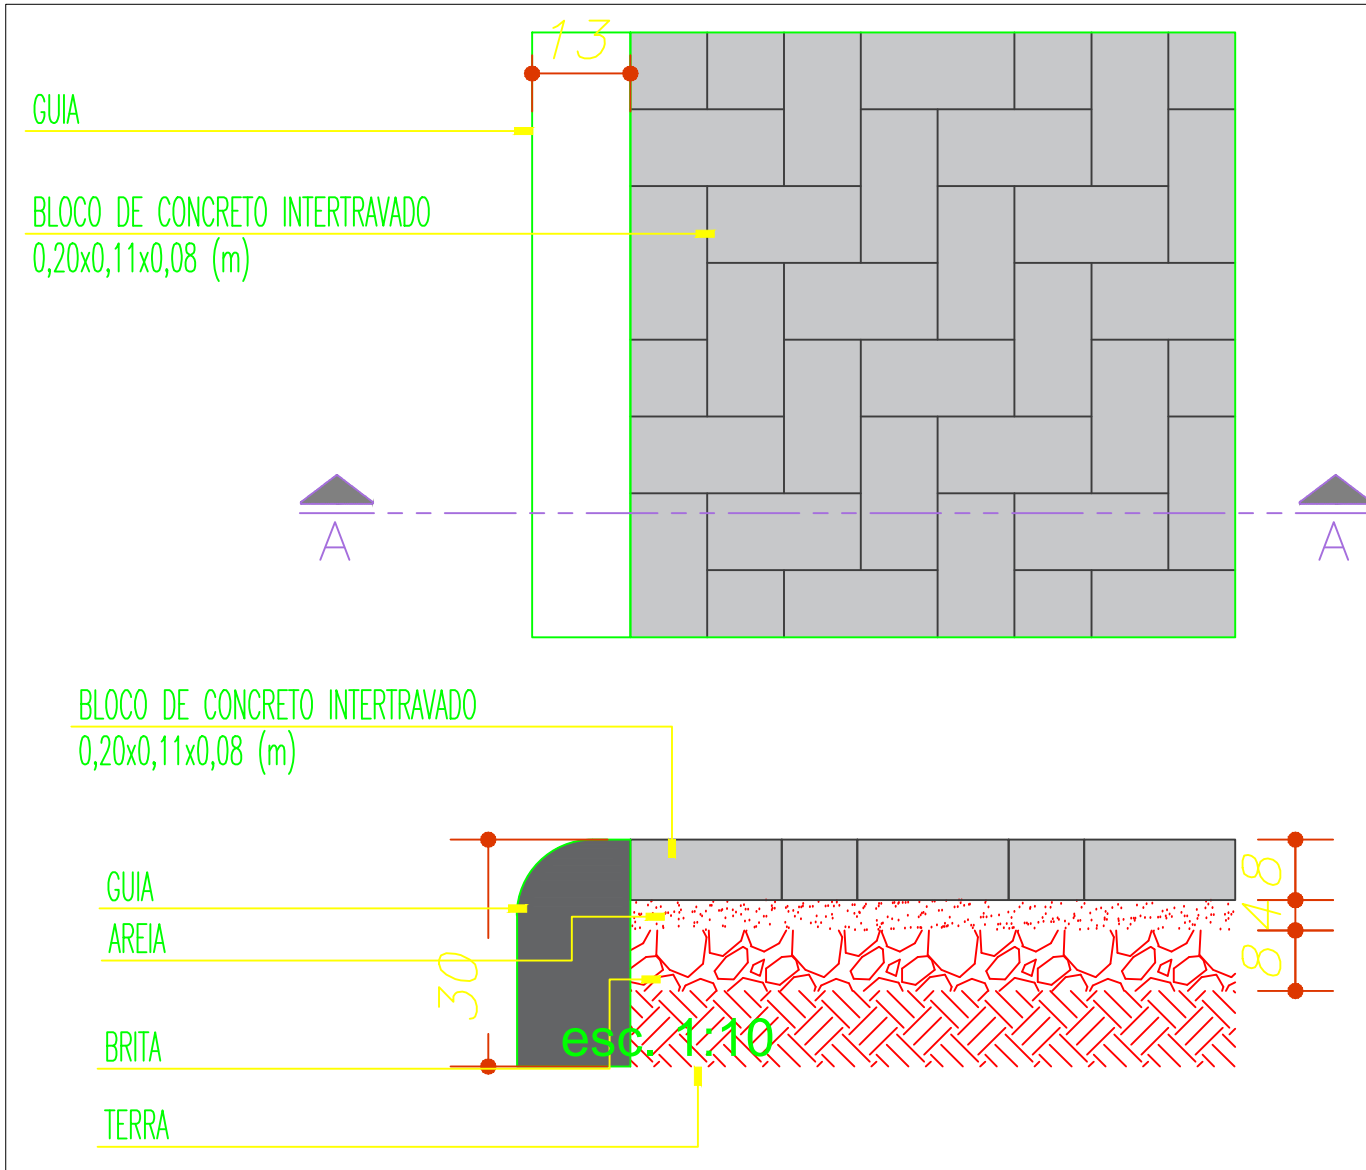 13
GUIA
BLOCO DE CONCRETO INTERTRAVADO
0,20x0,11x0,08 (m)
A
A
BLOCO DE CONCRETO INTERTRAVADO
0,20x0,11x0,08 (m)
GUIA
AREIA
30
8
4
8
esc. 1:10
BRITA
TERRA